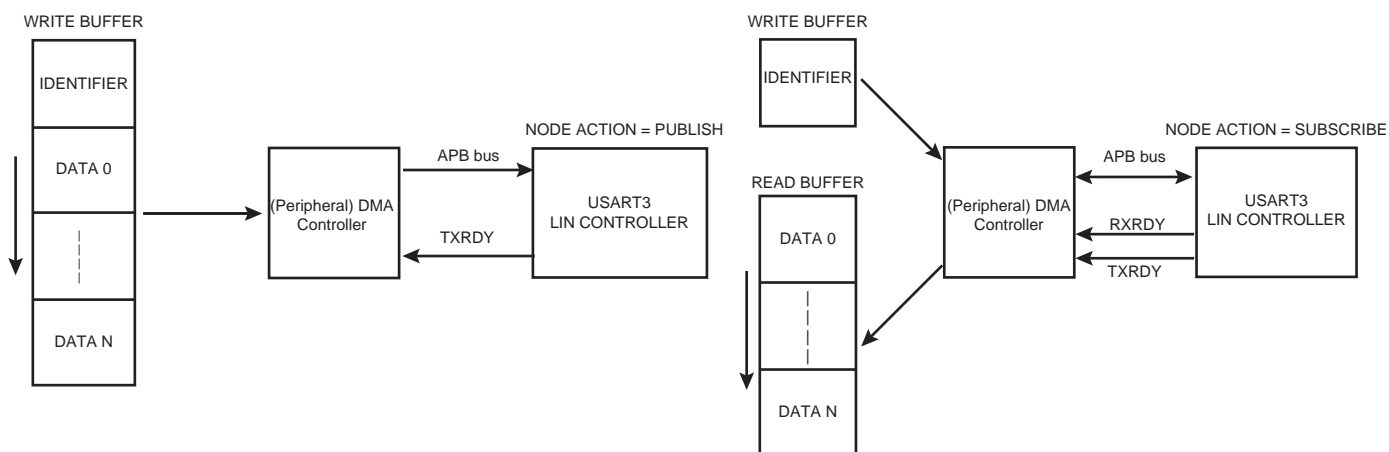 WRITE BUFFER
IDENTIFIER
DATA 0
DATA N
(Peripheral) DMA
Controller
APB bus
TXRDY
NODE ACTION = PUBLISH
USART3
LIN CONTROLLER
WRITE BUFFER
IDENTIFIER
READ BUFFER
DATA 0
DATA N
(Peripheral) DMA
Controller
APB bus
RXRDY
TXRDY
NODE ACTION = SUBSCRIBE
USART3
LIN CONTROLLER